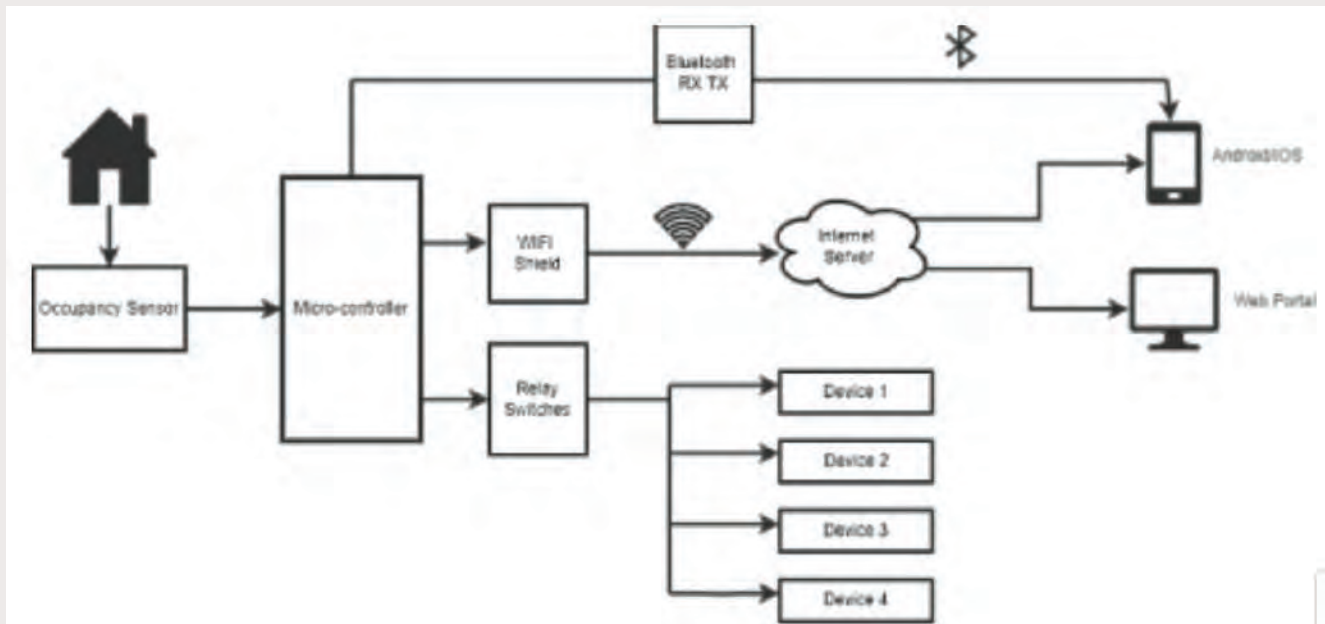 Bluetooth
RX TX
Android/IOS
WIFI
Shield
Internet
Server
Occupancy Sensor
Micro-controller
Web Portal
Relay
Switches
Device 1
Device 2
Device 3
Device 4